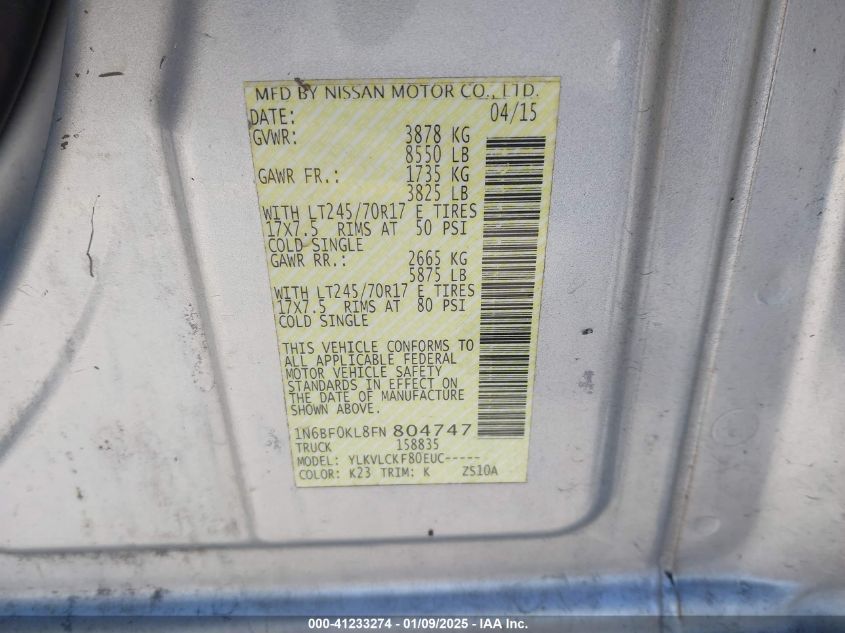 MFD BY NISSAN MOTOR CO., LTD.
DATE: 04/15
GVWR: 3878 KG
8550 LB
GAWR FR.: 1735 KG
3825 LB
WITH LT245/70R17 E TIRES
17X7.5 RIMS AT 50 PSI
COLD SINGLE
GAWR RR.: 2665 KG
5875 LB
WITH LT245/70R17 E TIRES
17X7.5 RIMS AT 80 PSI
COLD SINGLE
THIS VEHICLE CONFORMS TO
ALL APPLICABLE FEDERAL
MOTOR VEHICLE SAFETY
STANDARDS IN EFFECT ON
THE DATE OF MANUFACTURE
SHOWN ABOVE.
1N6BF0KL8FN 804747
TRUCK 158835
MODEL: YLKVLCKF80EUC-----
COLOR: K23 TRIM: K ZS10A
000-41233274 - 01/09/2025 - IAA Inc.